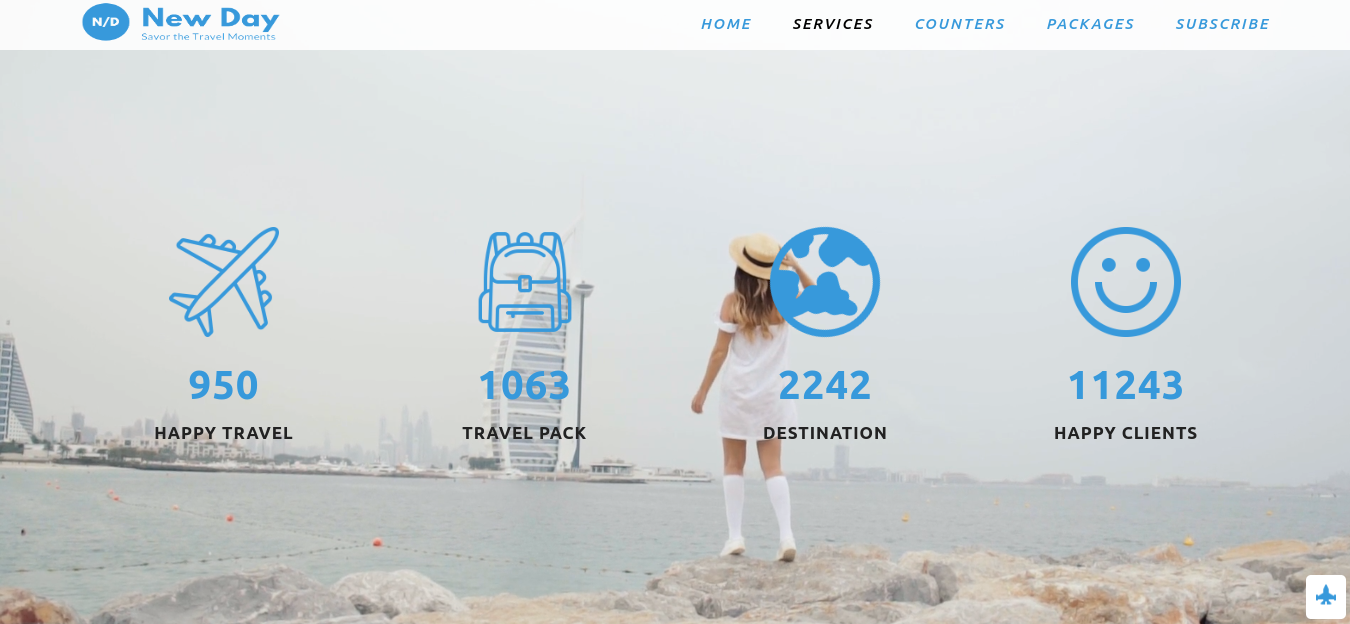 N/D
New Day
Savor the Travel Moments
HOME SERVICES COUNTERS PACKAGES SUBSCRIBE
950 1063 2242 11243
HAPPY TRAVEL TRAVEL PACK DESTINATION HAPPY CLIENTS